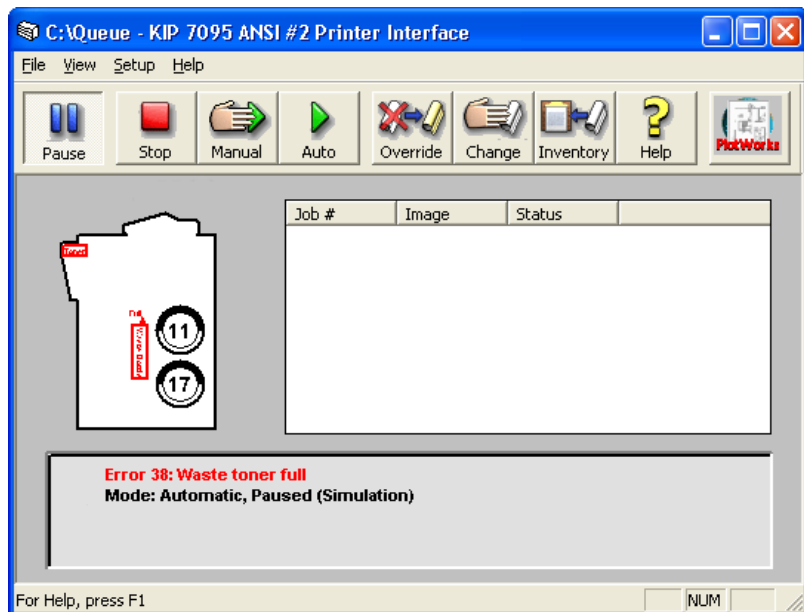 C:\Queue - KIP 7095 ANSI #2 Printer Interface
File View Setup Help
Pause Stop Manual Auto Override Change Inventory Help PlotWorks
Job # Image Status
Toner
Full
11
17
Error 38: Waste toner full
Mode: Automatic, Paused (Simulation)
For Help, press F1 NUM